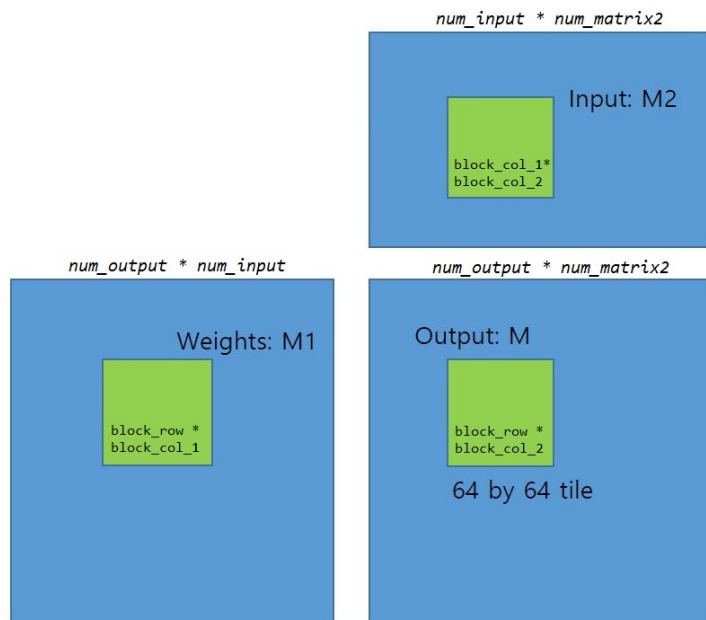 num_input * num_matrix2
Input: M2
block_col_1*
block_col_2
num_output * num_input
Weights: M1
block_row *
block_col_1
num_output * num_matrix2
Output: M
block_row *
block_col_2
64 by 64 tile